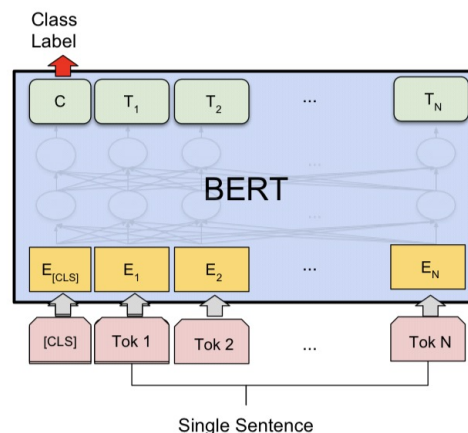 Class
Label
C T1 T2 ... TN
...
BERT
...
E[CLS] E1 E2 ... EN
[CLS] Tok 1 Tok 2 ... Tok N
Single Sentence